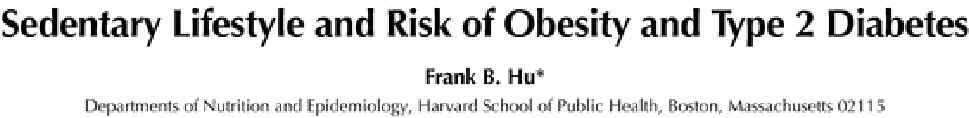 Sedentary Lifestyle and Risk of Obesity and Type 2 Diabetes
Frank B. Hu*
Departments of Nutrition and Epidemiology, Harvard School of Public Health, Boston, Massachusetts 02115